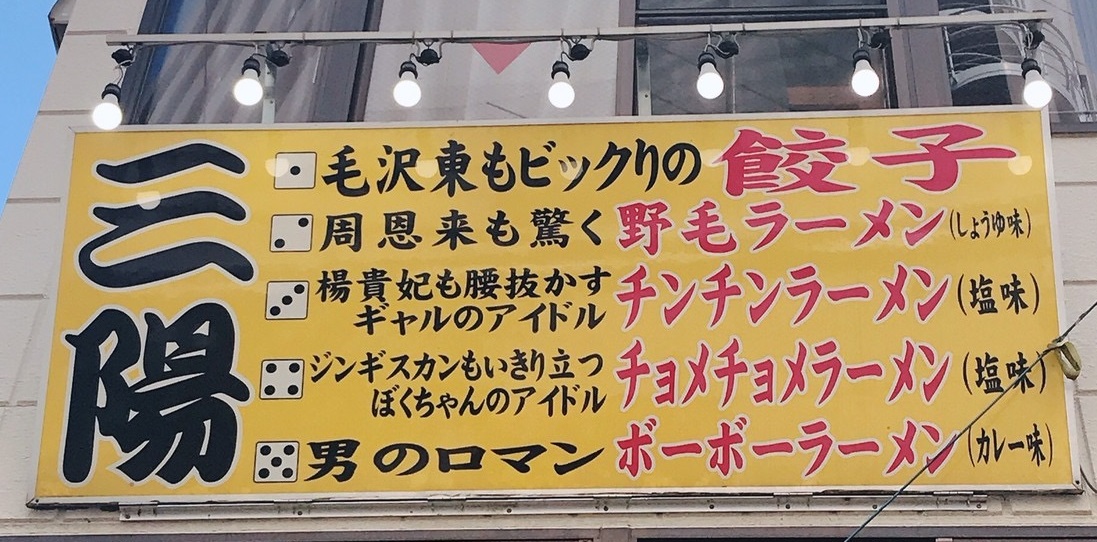 三陽
毛沢東もビックリの餃子
周恩来も驚く野毛ラーメン(しょうゆ味)
楊貴妃も腰抜かす
ギャルのアイドル チンチンラーメン(塩味)
ジンギスカンもいきり立つ
ぼくちゃんのアイドル チョメチョメラーメン(塩味)
男のロマン ボーボーラーメン(カレー味)